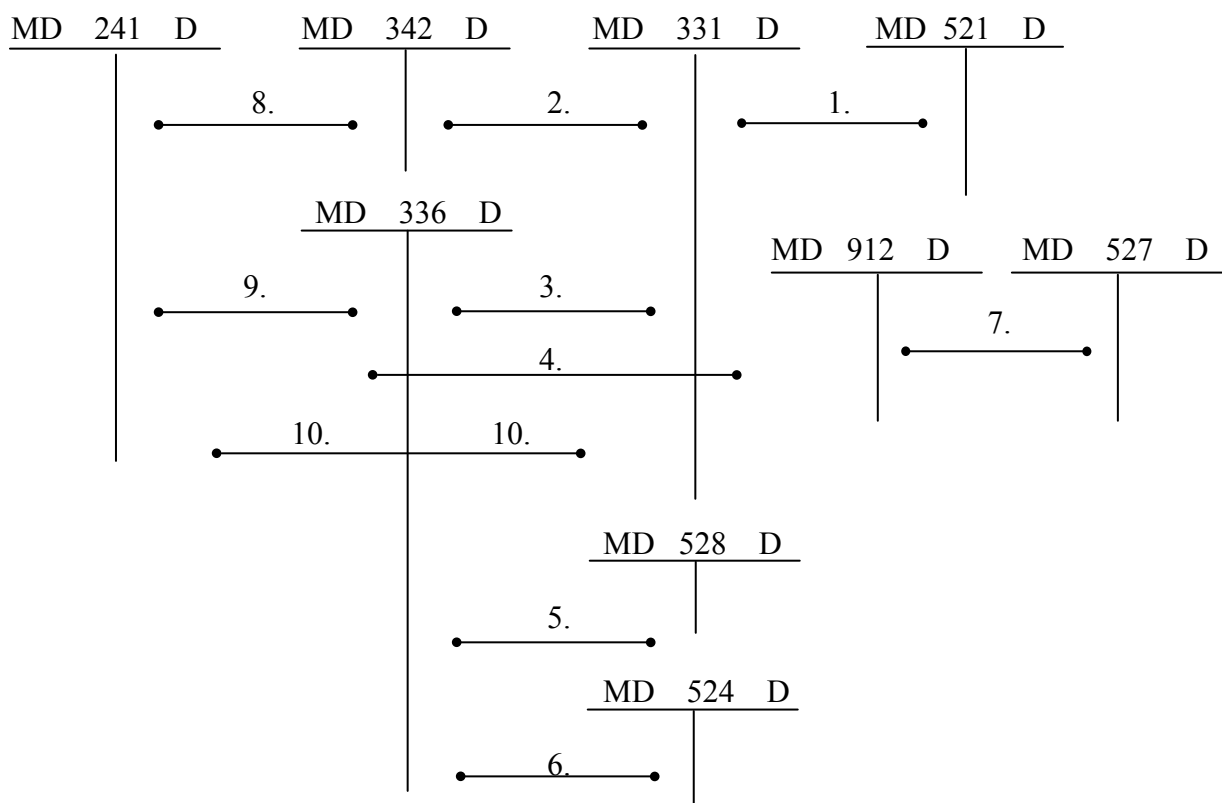 MD 241 D
MD 342 D
MD 331 D
MD 521 D
8.
2.
1.
MD 336 D
MD 912 D
MD 527 D
9.
3.
7.
4.
10.
10.
MD 528 D
5.
MD 524 D
6.